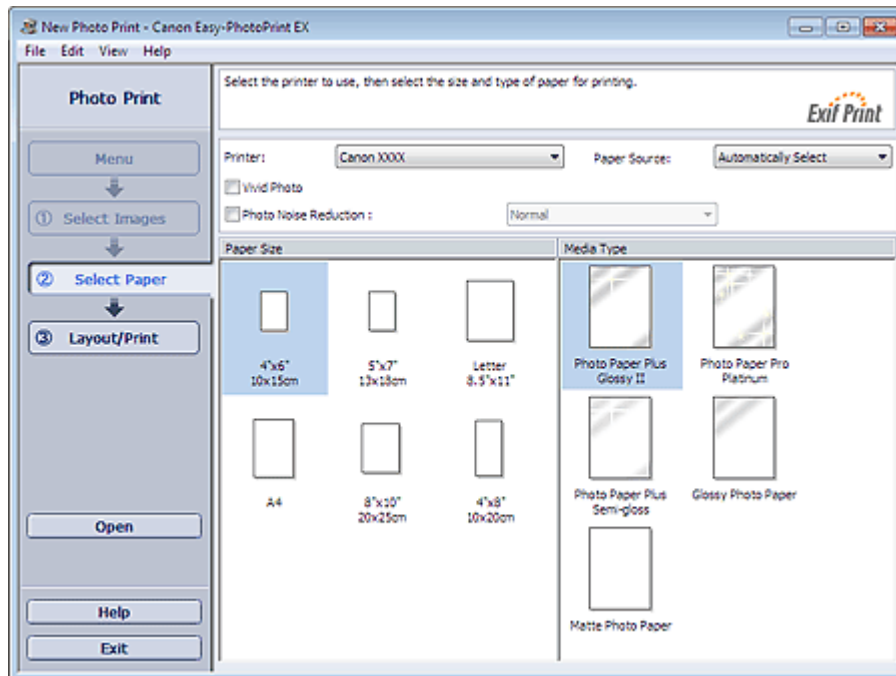 New Photo Print - Canon Easy-PhotoPrint EX
File Edit View Help
Photo Print
Select the printer to use, then select the size and type of paper for printing.
Exif Print
Menu
① Select Images
② Select Paper
③ Layout/Print
Open
Help
Exit
Printer: Canon XXXX Paper Source: Automatically Select
Vivid Photo
Photo Noise Reduction : Normal
Paper Size
4"x6"
10x15cm
5"x7"
13x18cm
Letter
8.5"x11"
A4
8"x10"
20x25cm
4"x8"
10x20cm
Media Type
Photo Paper Plus
Glossy II
Photo Paper Pro
Platinum
Photo Paper Plus
Semi-gloss
Glossy Photo Paper
Matte Photo Paper